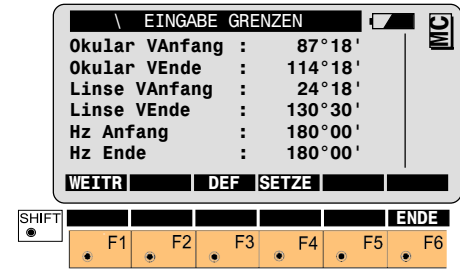 \ EINGABE GRENZEN
MC
Okular VAnfang : 87°18'
Okular VEnde : 114°18'
Linse VAnfang : 24°18'
Linse VEnde : 130°30'
Hz Anfang : 180°00'
Hz Ende : 180°00'
WEITR DEF SETZE
SHIFT ENDE
F1 F2 F3 F4 F5 F6